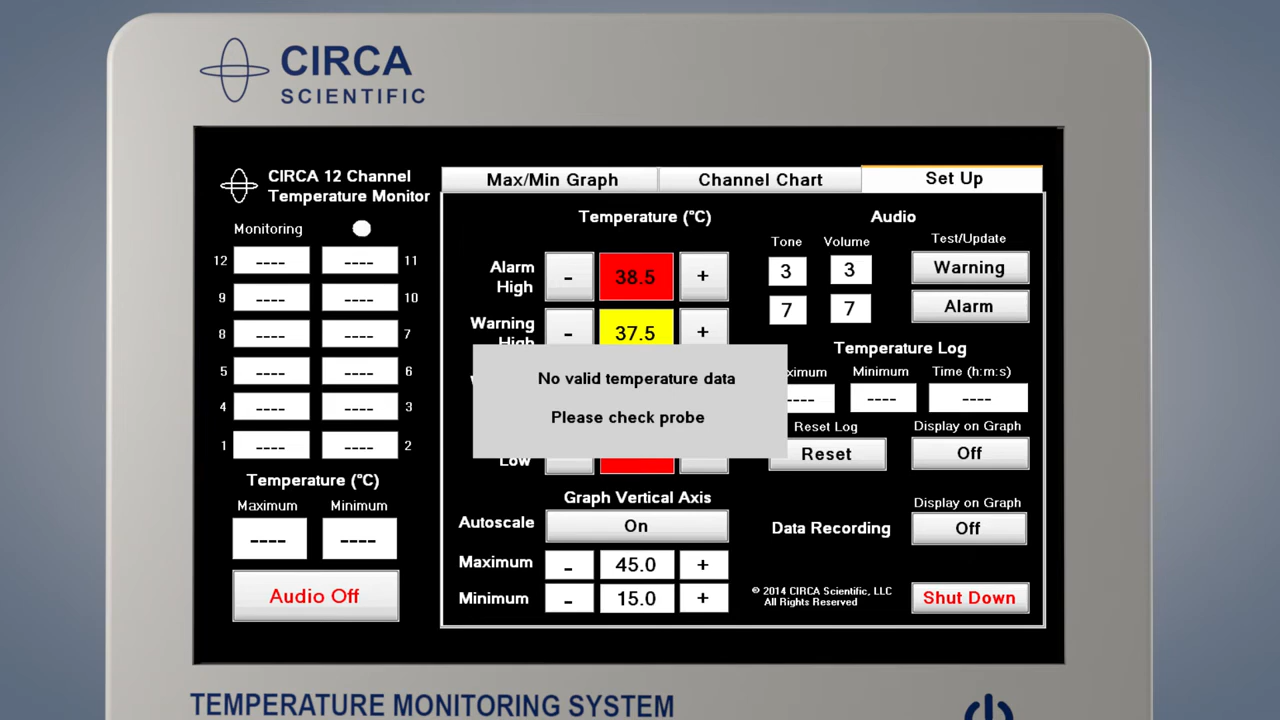 CIRCA
SCIENTIFIC
CIRCA 12 Channel
Temperature Monitor
Monitoring
12 ---- ---- 11
9 ---- ---- 10
8 ---- ---- 7
5 ---- ---- 6
4 ---- ---- 3
1 ---- ---- 2
Temperature (°C)
Maximum Minimum
---- ----
Audio Off
Max/Min Graph Channel Chart Set Up
Temperature (°C)
Alarm
High
- 38.5 +
Warning
High
- 37.5 +
No valid temperature data
Please check probe
Low
Graph Vertical Axis
Autoscale On
Maximum - 45.0 +
Minimum - 15.0 +
Audio
Tone Volume Test/Update
3 3 Warning
7 7 Alarm
Temperature Log
Minimum Time (h:m:s)
---- ---- ----
Reset Log Display on Graph
Reset Off
Display on Graph
Data Recording Off
© 2014 CIRCA Scientific, LLC
All Rights Reserved
Shut Down
TEMPERATURE MONITORING SYSTEM